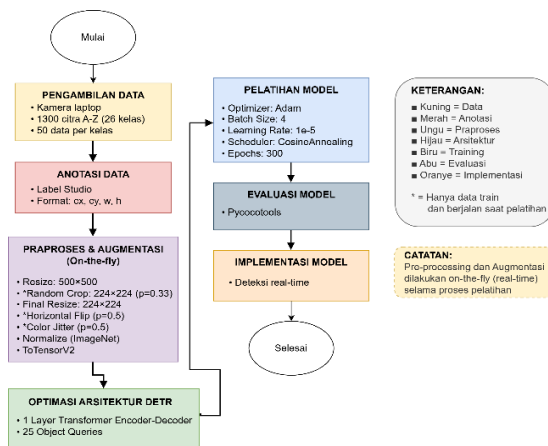 Mulai
PENGAMBILAN DATA
• Kamera laptop
• 1300 citra A-Z (26 kelas)
• 50 data per kelas
ANOTASI DATA
• Label Studio
• Format: cx, cy, w, h
PRAPROSES & AUGMENTASI
(On-the-fly)
• Resize: 500×500
• *Random Crop: 224×224 (p=0.33)
• Final Resize: 224×224
• *Horizontal Flip (p=0.5)
• *Color Jitter (p=0.5)
• Normalize (ImageNet)
• ToTensorV2
OPTIMASI ARSITEKTUR DETR
• 1 Layer Transformer Encoder-Decoder
• 25 Object Queries
PELATIHAN MODEL
• Optimizer: Adam
• Batch Size: 4
• Learning Rate: 1e-5
• Scheduler: CosineAnnealing
• Epochs: 300
EVALUASI MODEL
• Pycocotools
IMPLEMENTASI MODEL
• Deteksi real-time
Selesai
KETERANGAN:
■ Kuning = Data
■ Merah = Anotasi
■ Ungu = Praproses
■ Hijau = Arsitektur
■ Biru = Training
■ Abu = Evaluasi
■ Oranye = Implementasi
* = Hanya data train
dan berjalan saat pelatihan
CATATAN:
Pro-processing dan Augmontasi
dilakukan on-the-fly (real-time)
selama proses pelatihan